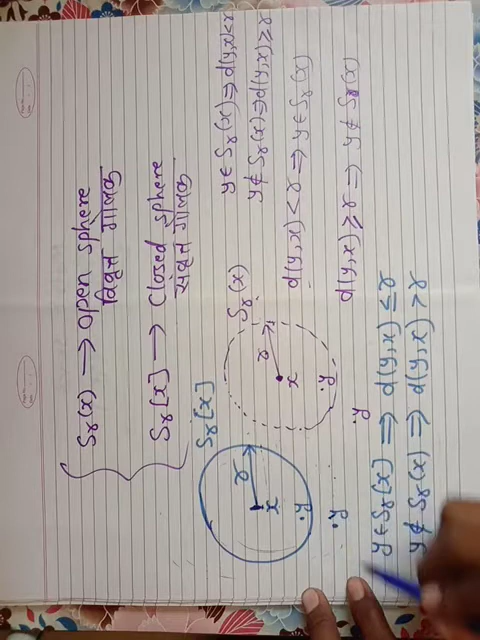 Sr(x) → open sphere
विवृत गोलक
Sr[x] → Closed sphere
संवृत गोलक
Sr[x]
r
x
y
y
Sr(x)
r
x
y
y
y ∈ Sr(x) ⇒ d(y,x) < r
y ∉ Sr(x) ⇒ d(y,x) ≥ r
d(y,x) < r ⇒ y ∈ Sr(x)
d(y,x) ≥ r ⇒ y ∉ Sr(x)
y ∈ Sr[x] ⇒ d(y,x) ≤ r
y ∉ Sr[x] ⇒ d(y,x) > r